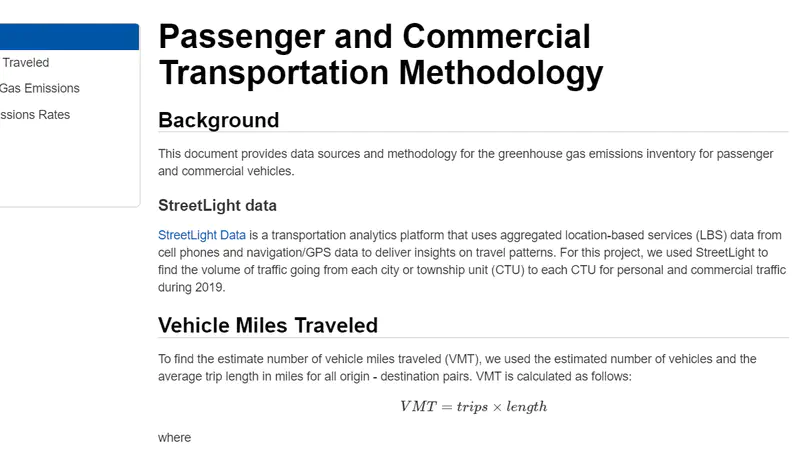 Passenger and Commercial
Transportation Methodology
Traveled
Gas Emissions
ssions Rates
Background
This document provides data sources and methodology for the greenhouse gas emissions inventory for passenger
and commercial vehicles.
StreetLight data
StreetLight Data is a transportation analytics platform that uses aggregated location-based services (LBS) data from
cell phones and navigation/GPS data to deliver insights on travel patterns. For this project, we used StreetLight to
find the volume of traffic going from each city or township unit (CTU) to each CTU for personal and commercial traffic
during 2019.
Vehicle Miles Traveled
To find the estimate number of vehicle miles traveled (VMT), we used the estimated number of vehicles and the
average trip length in miles for all origin - destination pairs. VMT is calculated as follows:
VMT = trips × length
where